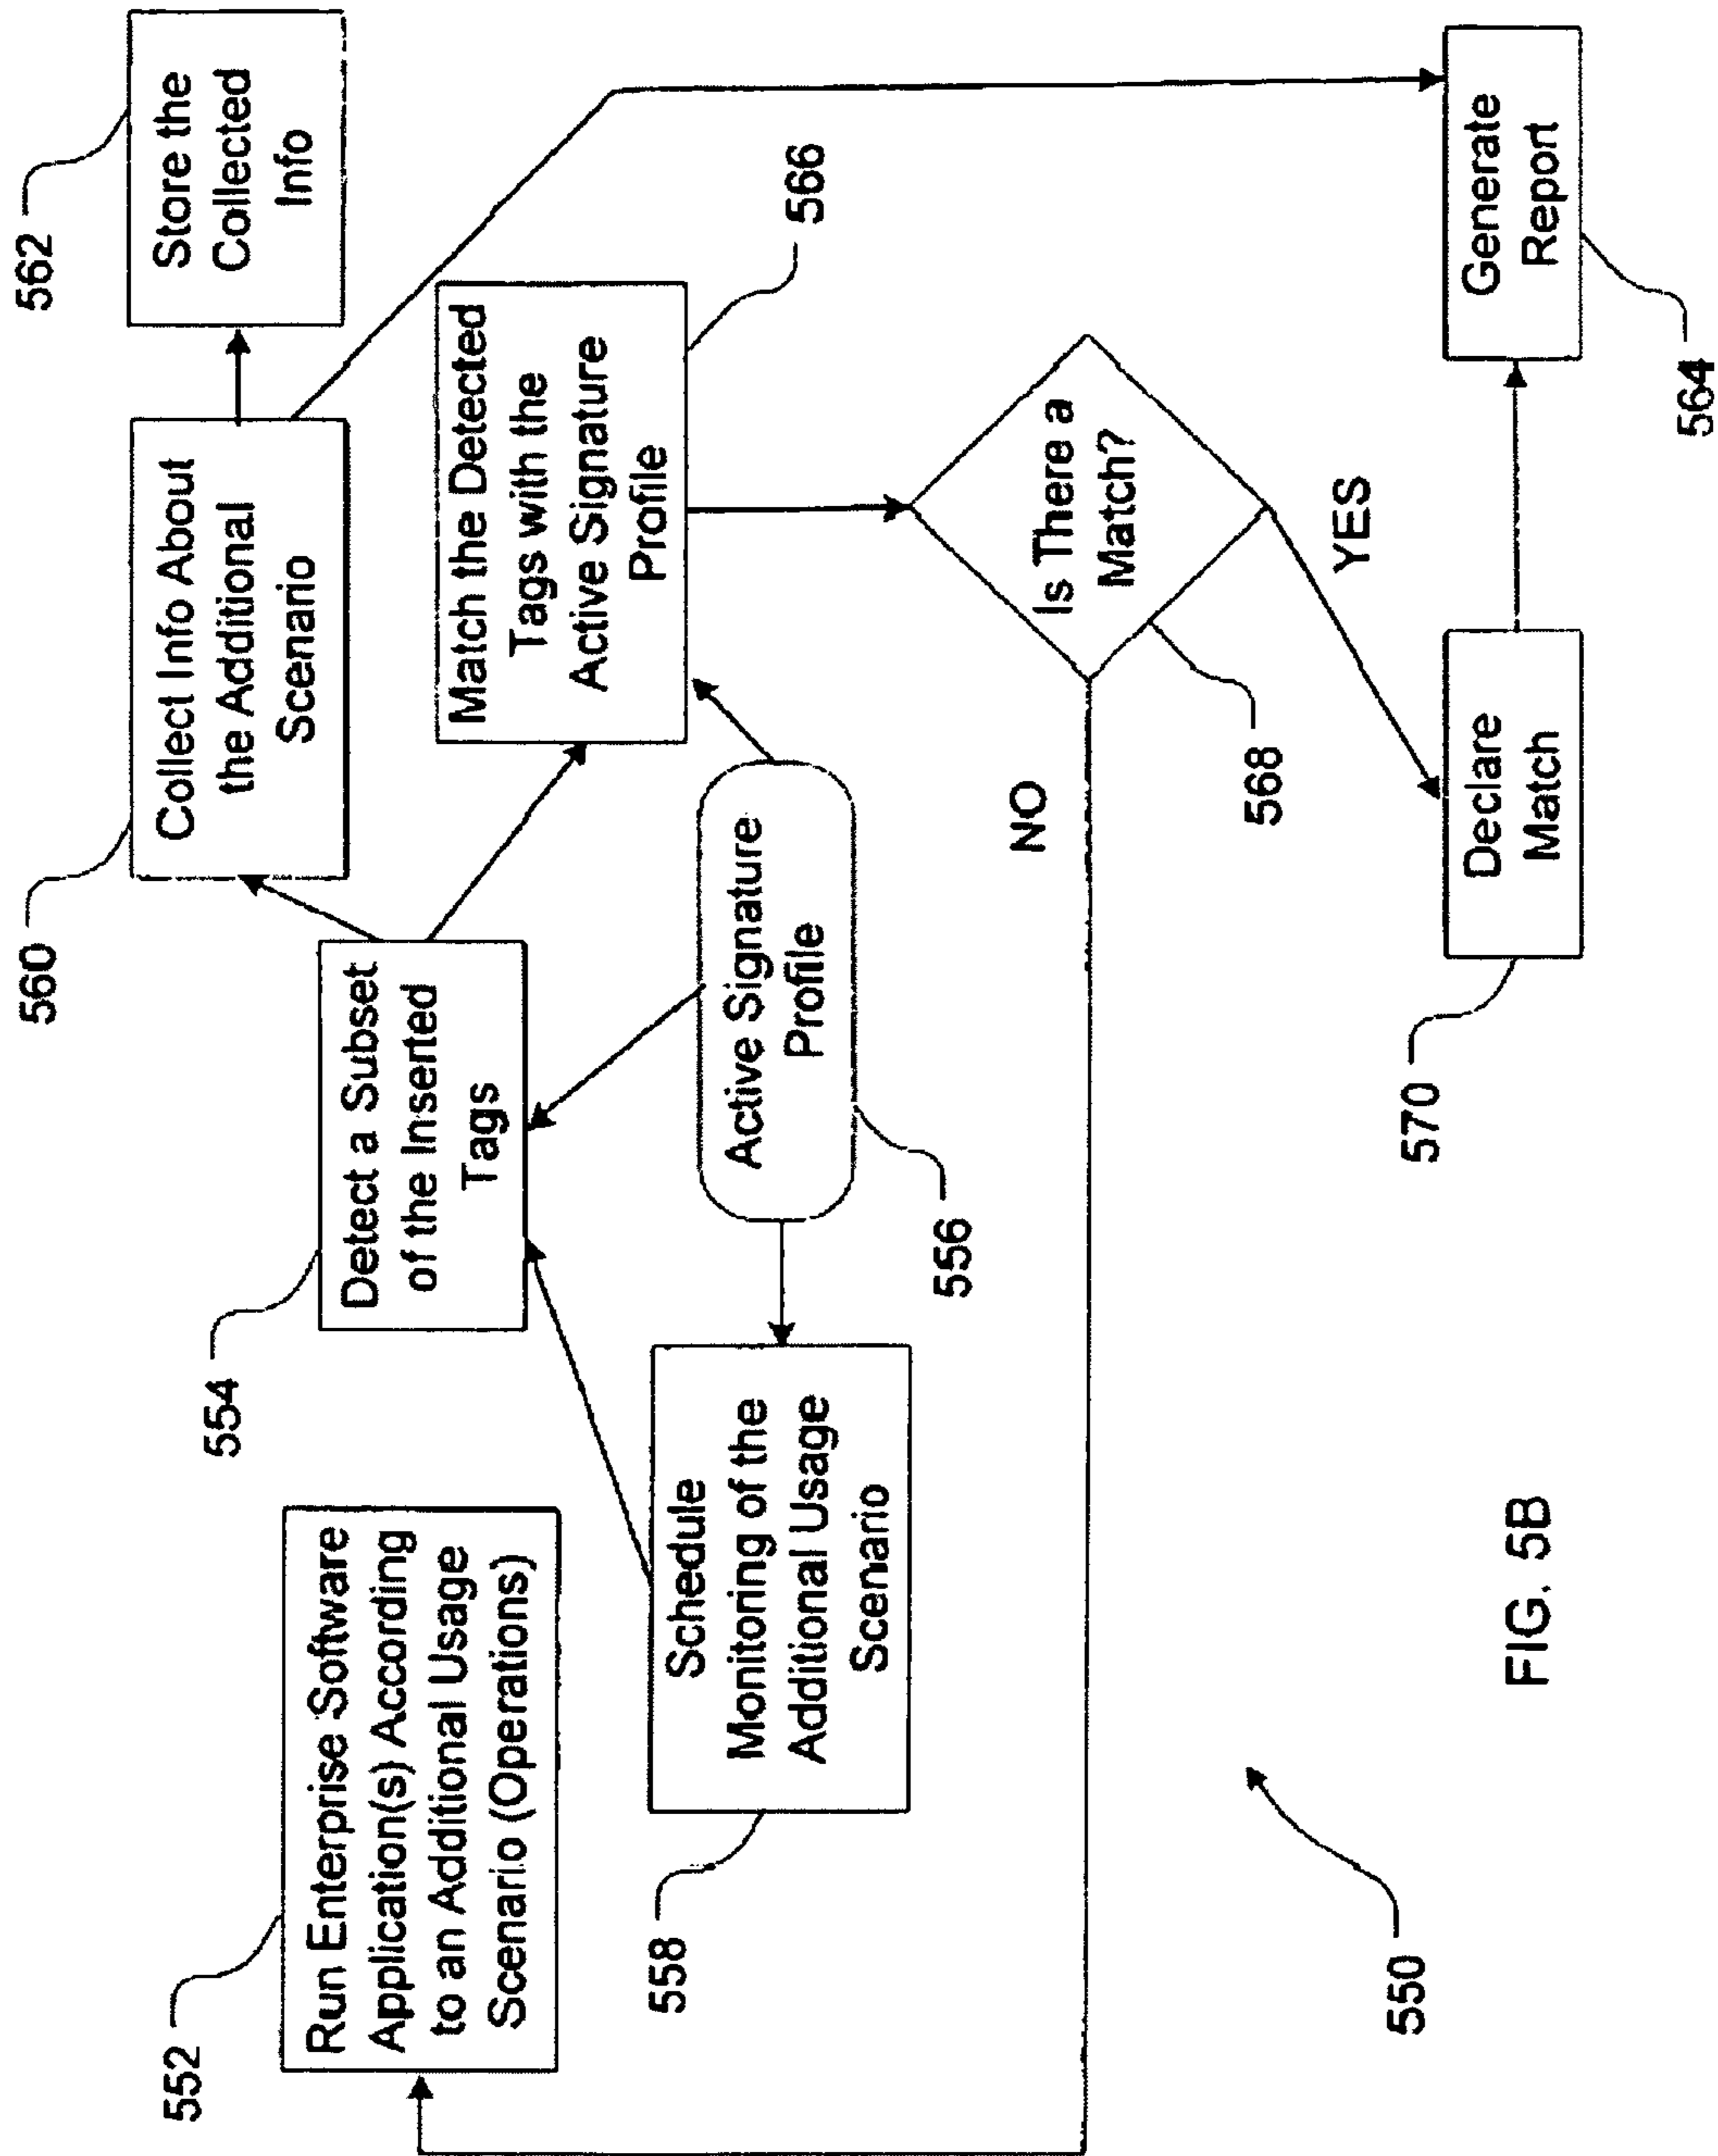 552
Run Enterprise Software
Application(s) According
to an Additional Usage
Scenario (Operations)
554
Detect a Subset
of the Inserted
Tags
560
Collect Info About
the Additional
Scenario
562
Store the
Collected
Info
558
Schedule
Monitoring of the
Additional Usage
Scenario
556
Active Signature
Profile
566
Match the Detected
Tags with the
Active Signature
Profile
568
Is There a
Match?
NO
YES
570
Declare
Match
564
Generate
Report
550
FIG. 5B